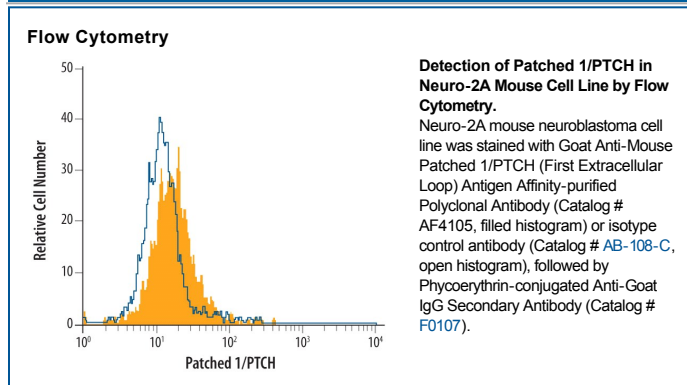 Flow Cytometry
50
40
30
20
10
0
Relative Cell Number
10⁰ 10¹ 10² 10³ 10⁴
Patched 1/PTCH
Detection of Patched 1/PTCH in
Neuro-2A Mouse Cell Line by Flow
Cytometry.
Neuro-2A mouse neuroblastoma cell
line was stained with Goat Anti-Mouse
Patched 1/PTCH (First Extracellular
Loop) Antigen Affinity-purified
Polyclonal Antibody (Catalog #
AF4105, filled histogram) or isotype
control antibody (Catalog # AB-108-C,
open histogram), followed by
Phycoerythrin-conjugated Anti-Goat
IgG Secondary Antibody (Catalog #
F0107).